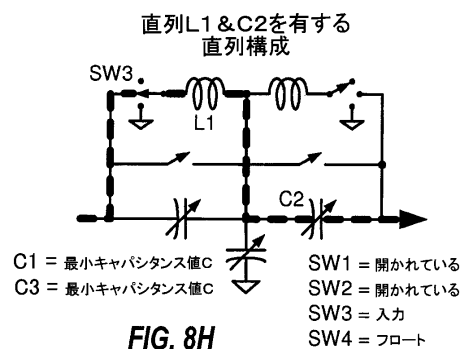 直列L1&C2を有する
直列構成
SW3
L1
C2
C1 = 最小キャパシタンス値C
C3 = 最小キャパシタンス値C
SW1 = 開かれている
SW2 = 開かれている
SW3 = 入力
SW4 = フロート
FIG. 8H